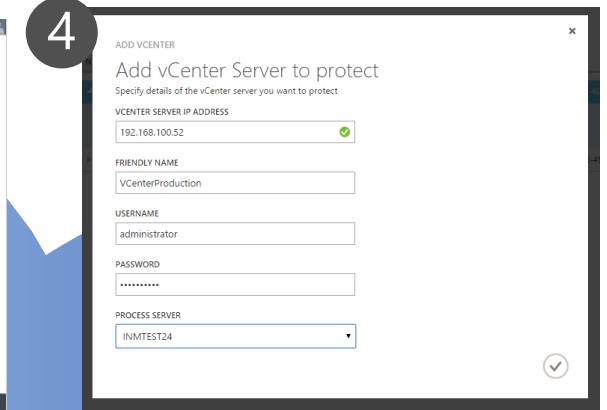 4
ADD VCENTER
Add vCenter Server to protect
Specify details of the vCenter server you want to protect
VCENTER SERVER IP ADDRESS
192.168.100.52
FRIENDLY NAME
VCenterProduction
USERNAME
administrator
PASSWORD
••••••••••
PROCESS SERVER
INMTEST24